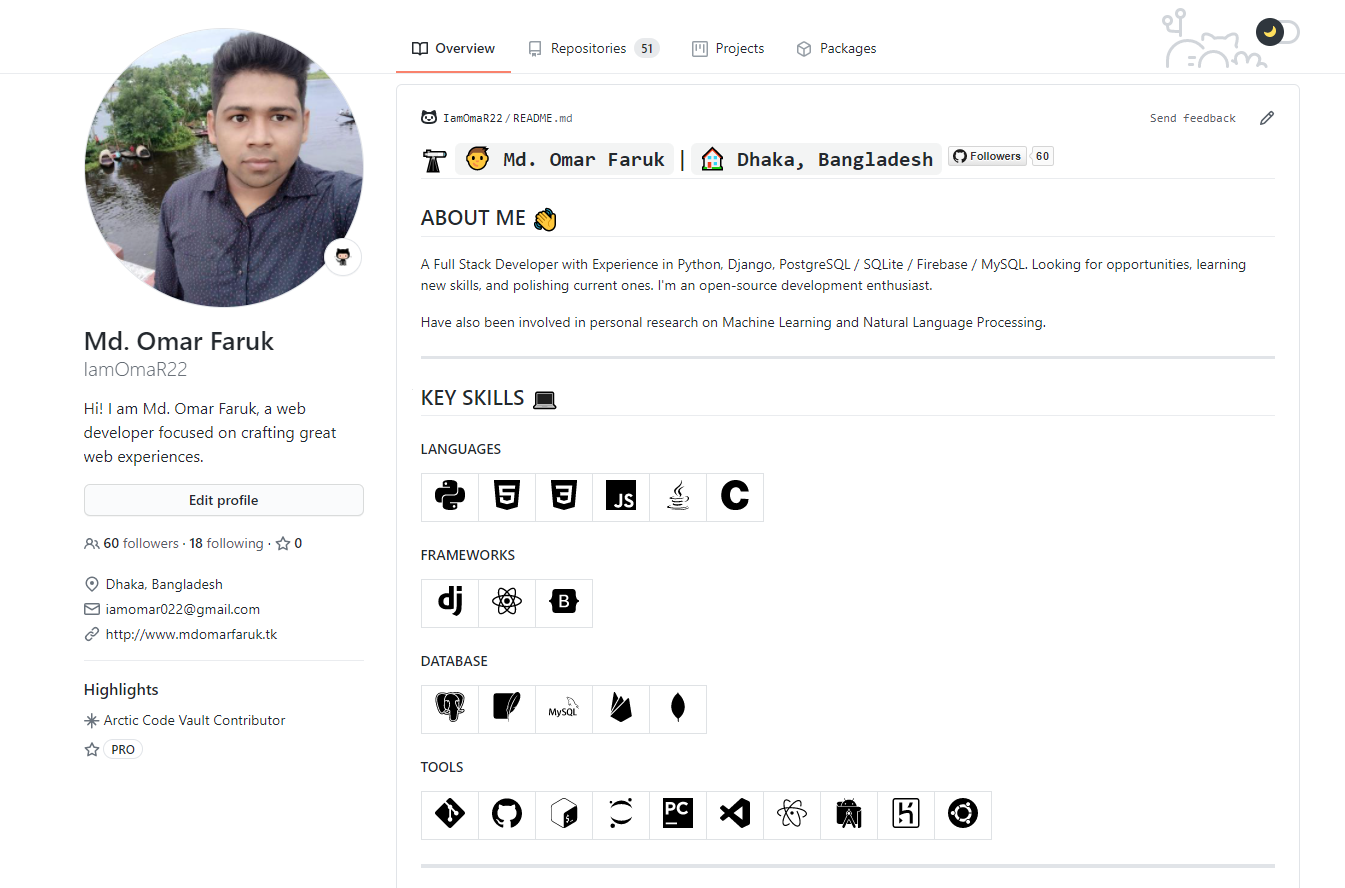 Overview
Repositories 51
Projects
Packages
IamOmaR22/README.md
Send feedback
Md. Omar Faruk | Dhaka, Bangladesh Followers 60
ABOUT ME
A Full Stack Developer with Experience in Python, Django, PostgreSQL / SQLite / Firebase / MySQL. Looking for opportunities, learning
new skills, and polishing current ones. I'm an open-source development enthusiast.
Have also been involved in personal research on Machine Learning and Natural Language Processing.
Md. Omar Faruk
IamOmaR22
Hi! I am Md. Omar Faruk, a web
developer focused on crafting great
web experiences.
Edit profile
60 followers · 18 following · 0
Dhaka, Bangladesh
iamomar022@gmail.com
http://www.mdomarfaruk.tk
Highlights
Arctic Code Vault Contributor
PRO
KEY SKILLS
LANGUAGES
5 3 JS C
FRAMEWORKS
dj B
DATABASE
MySQL
TOOLS
$_ PC